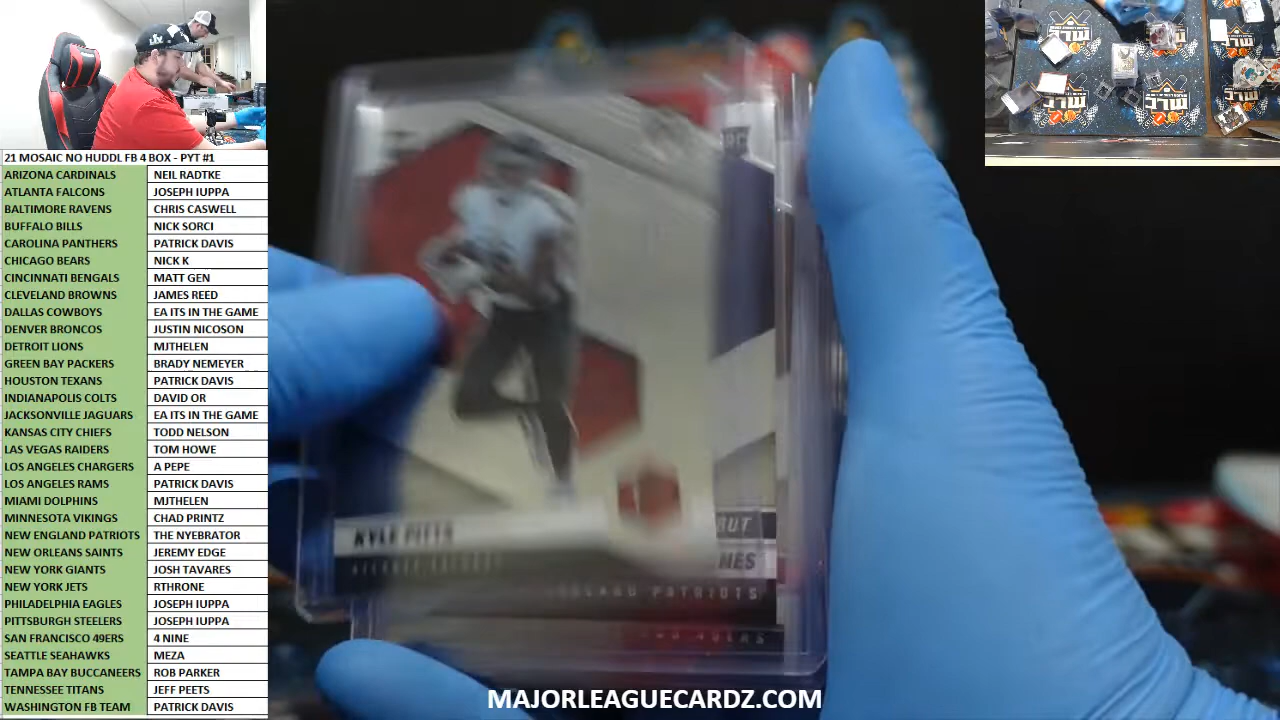 21 MOSAIC NO HUDDL FB 4 BOX - PYT #1
ARIZONA CARDINALS NEIL RADTKE
ATLANTA FALCONS JOSEPH IUPPA
BALTIMORE RAVENS CHRIS CASWELL
BUFFALO BILLS NICK SORCI
CAROLINA PANTHERS PATRICK DAVIS
CHICAGO BEARS NICK K
CINCINNATI BENGALS MATT GEN
CLEVELAND BROWNS JAMES REED
DALLAS COWBOYS EA ITS IN THE GAME
DENVER BRONCOS JUSTIN NICOSON
DETROIT LIONS MJTHELEN
GREEN BAY PACKERS BRADY NEMEYER
HOUSTON TEXANS PATRICK DAVIS
INDIANAPOLIS COLTS DAVID OR
JACKSONVILLE JAGUARS EA ITS IN THE GAME
KANSAS CITY CHIEFS TODD NELSON
LAS VEGAS RAIDERS TOM HOWE
LOS ANGELES CHARGERS A PEPE
LOS ANGELES RAMS PATRICK DAVIS
MIAMI DOLPHINS MJTHELEN
MINNESOTA VIKINGS CHAD PRINTZ
NEW ENGLAND PATRIOTS THE NYEBRATOR
NEW ORLEANS SAINTS JEREMY EDGE
NEW YORK GIANTS JOSH TAVARES
NEW YORK JETS RTHRONE
PHILADELPHIA EAGLES JOSEPH IUPPA
PITTSBURGH STEELERS JOSEPH IUPPA
SAN FRANCISCO 49ERS 4 NINE
SEATTLE SEAHAWKS MEZA
TAMPA BAY BUCCANEERS ROB PARKER
TENNESSEE TITANS JEFF PEETS
WASHINGTON FB TEAM PATRICK DAVIS
KYLE PITTS
BUT
NES
PATRIOTS
49ERS
MAJORLEAGUECARDZ.COM
MLC
MLC
MLC
MLC